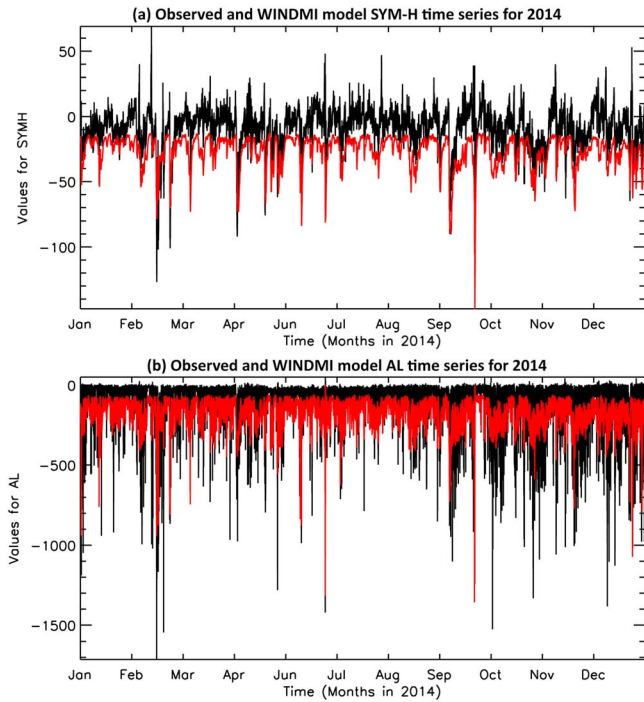 (a) Observed and WINDMI model SYM-H time series for 2014
Values for SYMH
50
0
-50
-100
Jan Feb Mar Apr Jun Jun Jul Aug Sep Oct Nov Dec
Time (Months in 2014)
(b) Observed and WINDMI model AL time series for 2014
Values for AL
0
-500
-1000
-1500
Jan Feb Mar Apr Jun Jun Jul Aug Sep Oct Nov Dec
Time (Months in 2014)